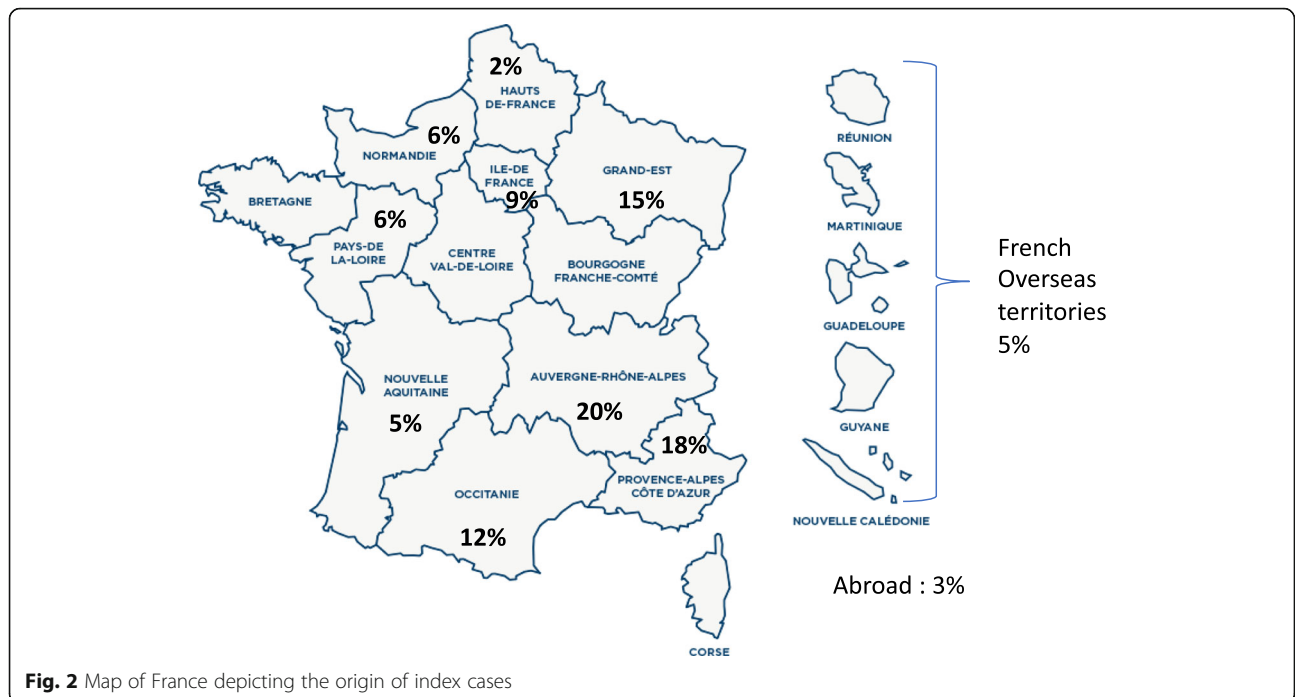 2%
HAUTS
DE-FRANCE
6%
NORMANDIE
ILE-DE
FRANCE
9%
GRAND-EST
15%
BRETAGNE
6%
PAYS-DE
LA-LOIRE
CENTRE
VAL-DE-LOIRE
BOURGOGNE
FRANCHE-COMTÉ
NOUVELLE
AQUITAINE
5%
AUVERGNE-RHÔNE-ALPES
20%
18%
PROVENCE-ALPES
CÔTE D'AZUR
OCCITANIE
12%
CORSE
RÉUNION
MARTINIQUE
GUADELOUPE
GUYANE
NOUVELLE CALÉDONIE
French
Overseas
territories
5%
Abroad : 3%
Fig. 2 Map of France depicting the origin of index cases